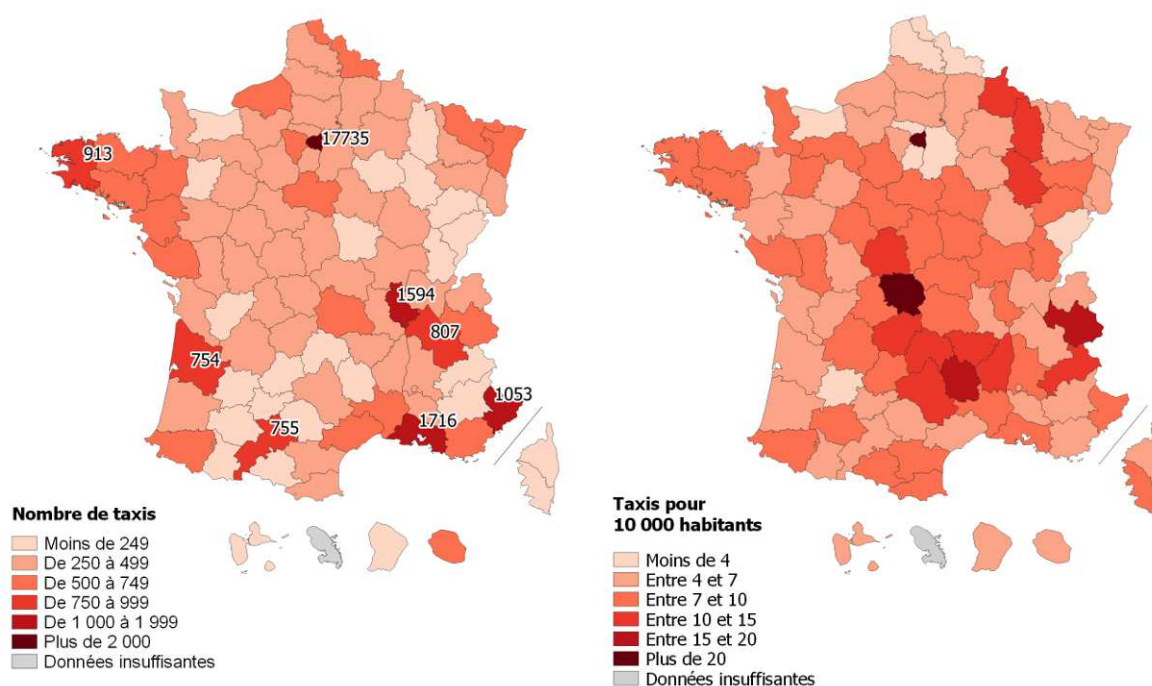 17735
913
1594
807
754
1053
1716
755
Nombre de taxis
Moins de 249
De 250 à 499
De 500 à 749
De 750 à 999
De 1 000 à 1 999
Plus de 2 000
Données insuffisantes
Taxis pour
10 000 habitants
Moins de 4
Entre 4 et 7
Entre 7 et 10
Entre 10 et 15
Entre 15 et 20
Plus de 20
Données insuffisantes